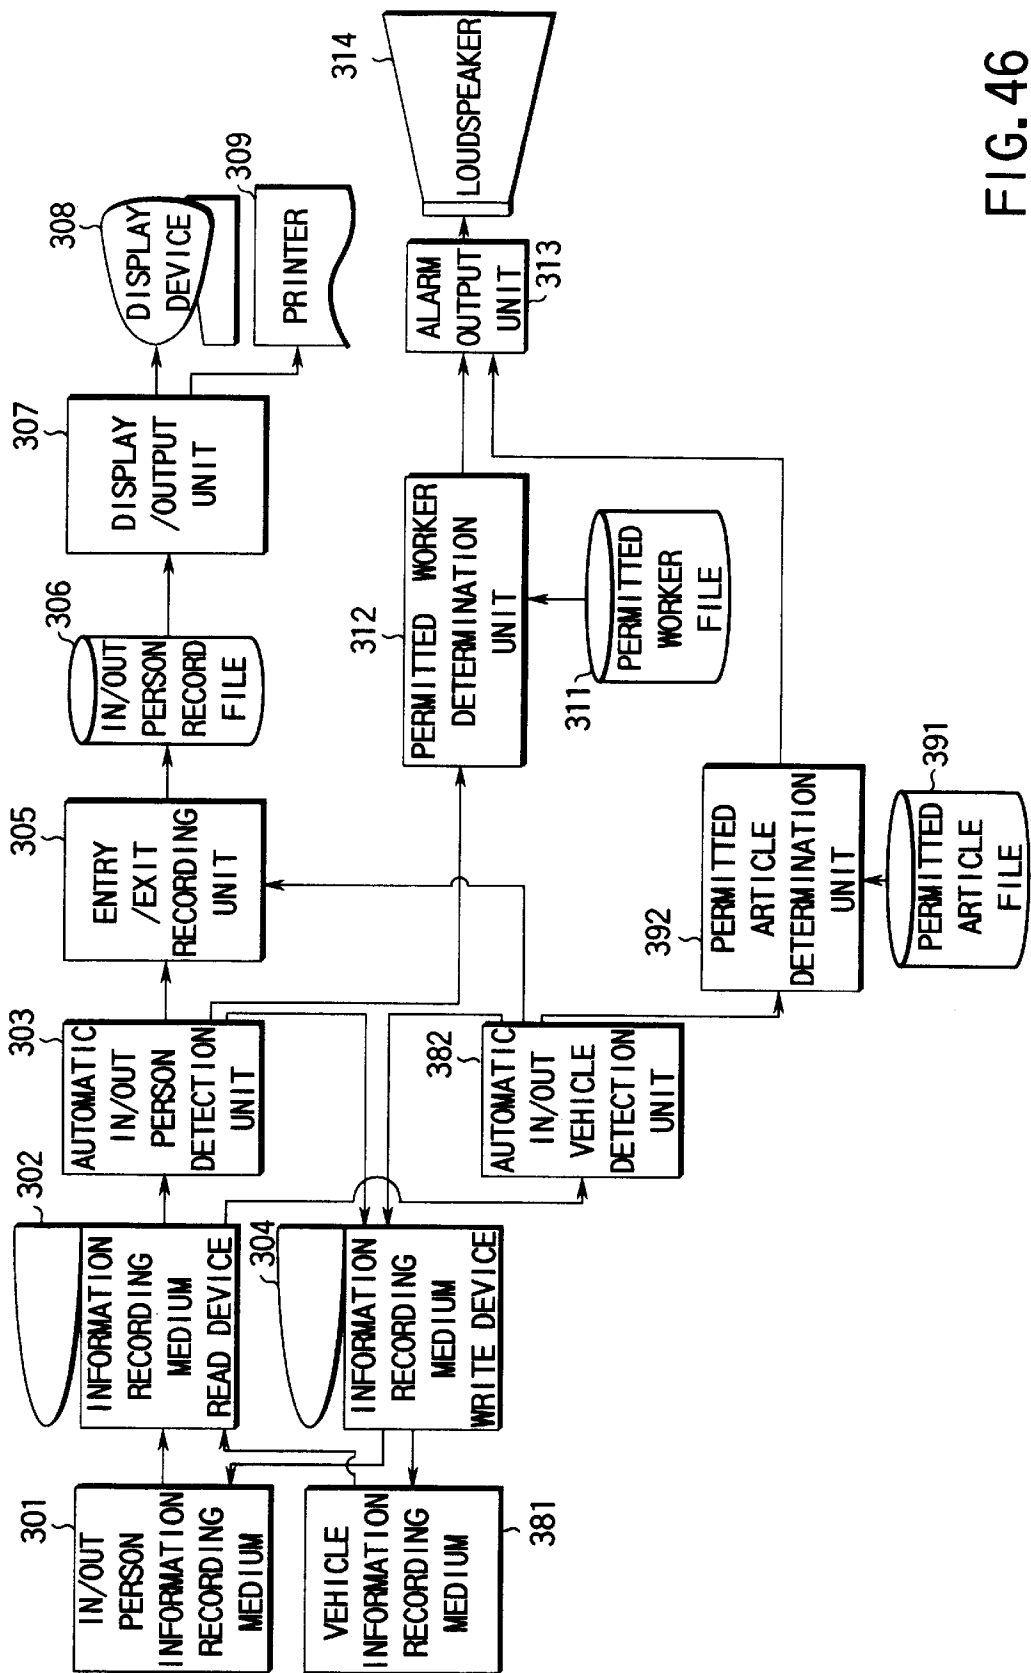 301
IN/OUT
PERSON
INFORMATION
RECORDING
MEDIUM
302
INFORMATION
RECORDING
MEDIUM
READ DEVICE
303
AUTOMATIC
IN/OUT
PERSON
DETECTION
UNIT
305
ENTRY
/EXIT
RECORDING
UNIT
306
IN/OUT
PERSON
RECORD
FILE
307
DISPLAY
/OUTPUT
UNIT
308
DISPLAY
DEVICE
309
PRINTER
VEHICLE
INFORMATION
RECORDING
MEDIUM
381
304
INFORMATION
RECORDING
MEDIUM
WRITE DEVICE
382
AUTOMATIC
IN/OUT
VEHICLE
DETECTION
UNIT
312
PERMITTED WORKER
DETERMINATION
UNIT
311
PERMITTED
WORKER
FILE
ALARM
OUTPUT
UNIT
313
314
LOUDSPEAKER
392
PERMITTED
ARTICLE
DETERMINATION
UNIT
391
PERMITTED
ARTICLE
FILE
FIG. 46